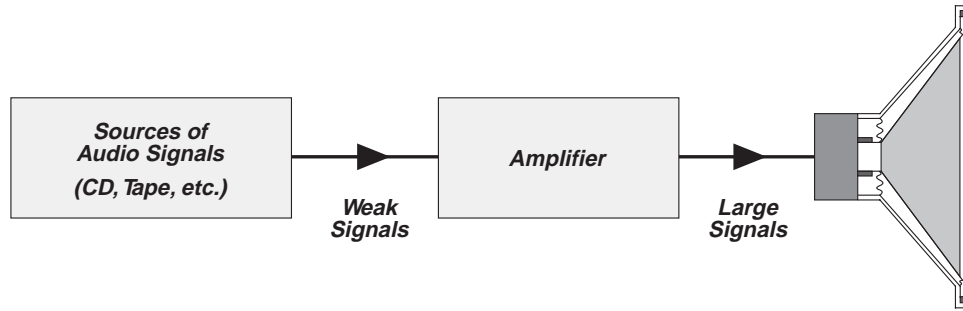 Sources of
Audio Signals
(CD, Tape, etc.)
Weak
Signals
Amplifier
Large
Signals